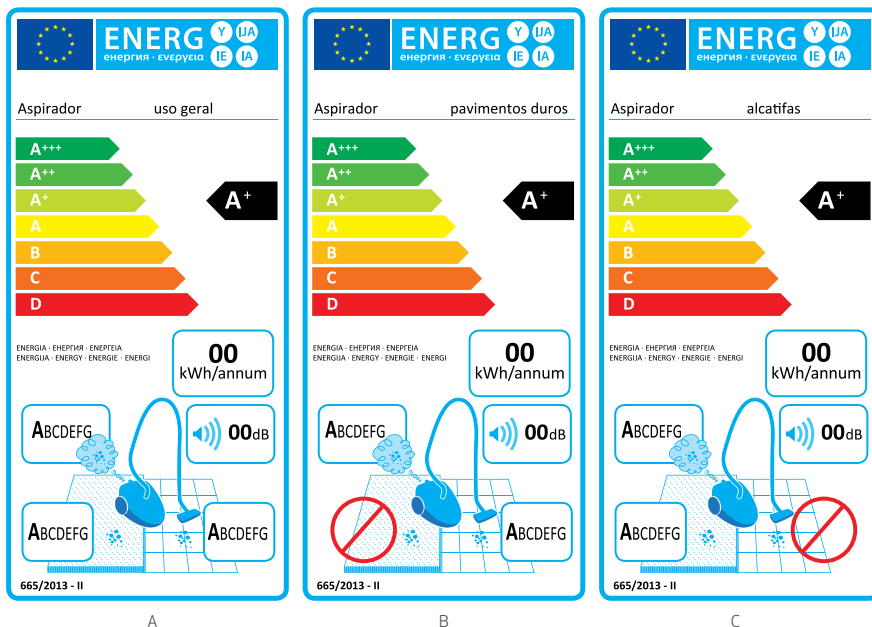 ENERG Y IJA
енергия · ενεργεια IE IA
Aspirador uso geral
A+++
A++
A+ A+
A
B
C
D
ENERGIA · ЕНЕРГИЯ · ΕΝΕΡΓΕΙΑ
ENERGIJA · ENERGY · ENERGIE · ENERGI
00
kWh/annum
ABCDEFG
00dB
ABCDEFG
ABCDEFG
665/2013 - II
A
ENERG Y IJA
енергия · ενεργεια IE IA
Aspirador pavimentos duros
A+++
A++
A+ A+
A
B
C
D
ENERGIA · ЕНЕРГИЯ · ΕΝΕΡΓΕΙΑ
ENERGIJA · ENERGY · ENERGIE · ENERGI
00
kWh/annum
ABCDEFG
00dB
ABCDEFG
665/2013 - II
B
ENERG Y IJA
енергия · ενεργεια IE IA
Aspirador alcatifas
A+++
A++
A+ A+
A
B
C
D
ENERGIA · ЕНЕРГИЯ · ΕΝΕΡΓΕΙΑ
ENERGIJA · ENERGY · ENERGIE · ENERGI
00
kWh/annum
ABCDEFG
00dB
ABCDEFG
665/2013 - II
C